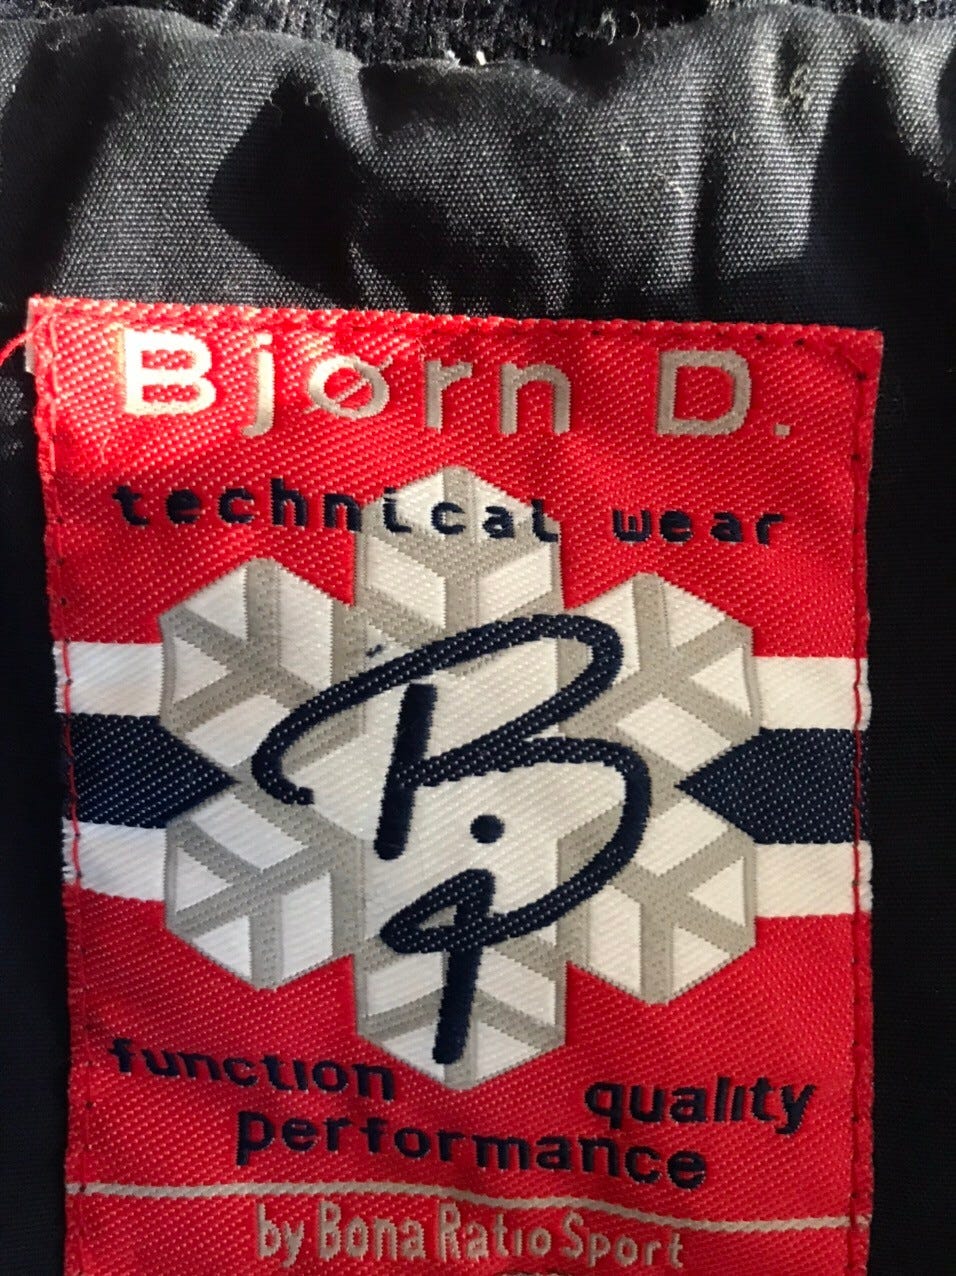 Bjørn D.
technical wear
function quality
performance
by Bona Ratio Sport